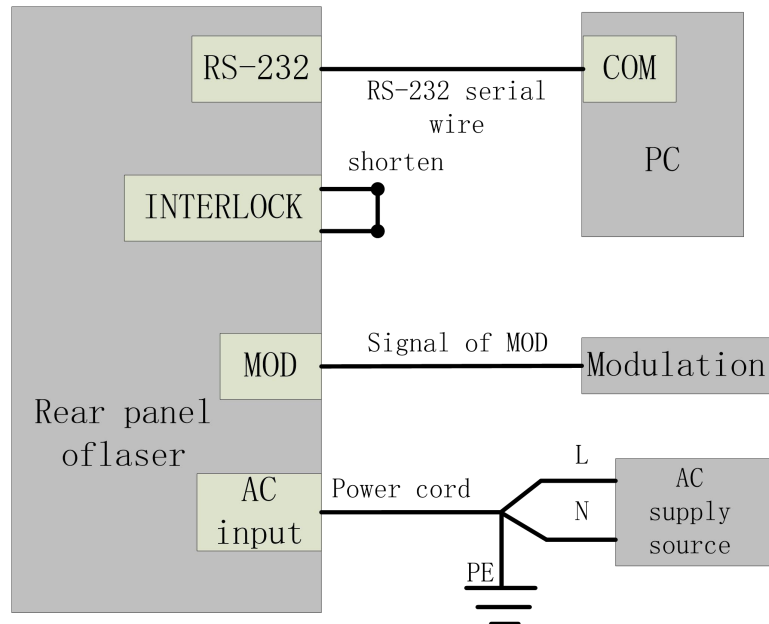 RS-232
COM
RS-232 serial
wire
PC
shorten
INTERLOCK
Signal of MOD
MOD
Modulation
Rear panel
oflaser
AC
input
Power cord
L
N
AC
supply
source
PE